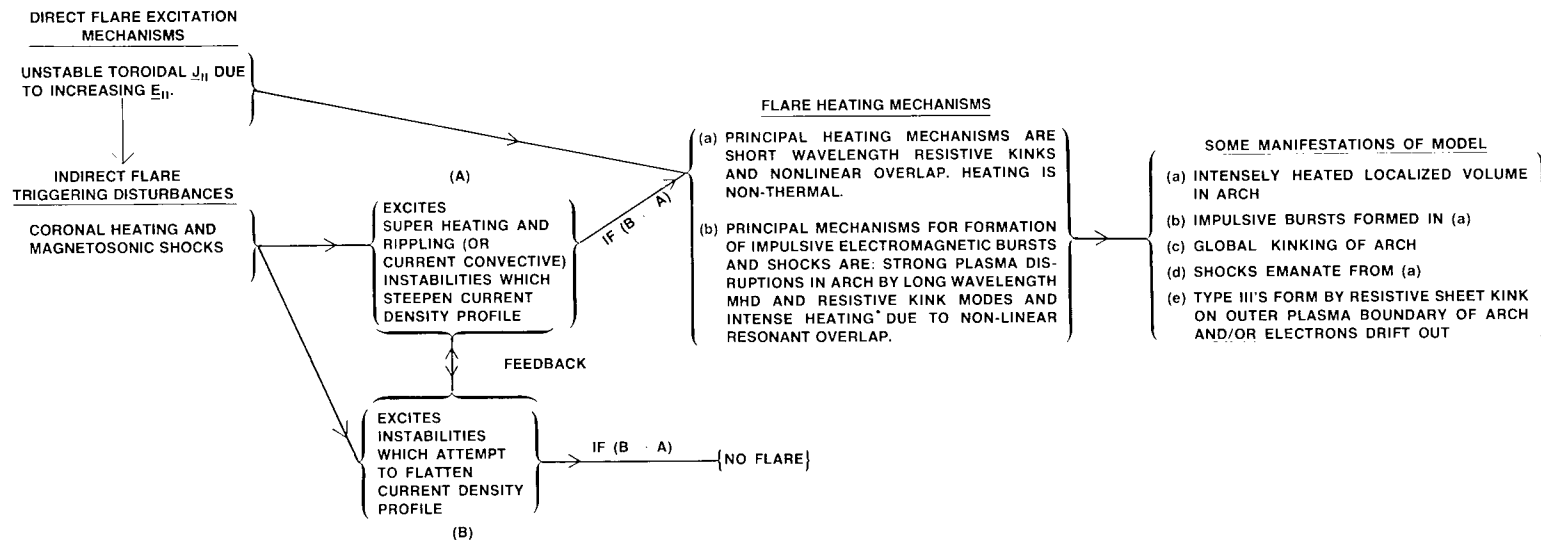 DIRECT FLARE EXCITATION
MECHANISMS
UNSTABLE TOROIDAL J|| DUE
TO INCREASING E||.
INDIRECT FLARE
TRIGGERING DISTURBANCES
CORONAL HEATING AND
MAGNETOSONIC SHOCKS
(A)
EXCITES
SUPER HEATING AND
RIPPLING (OR
CURRENT CONVECTIVE)
INSTABILITIES WHICH
STEEPEN CURRENT
DENSITY PROFILE
FEEDBACK
EXCITES
INSTABILITIES
WHICH ATTEMPT
TO FLATTEN
CURRENT DENSITY
PROFILE
(B)
IF (B · A)
IF (B · A)
{NO FLARE}
FLARE HEATING MECHANISMS
(a) PRINCIPAL HEATING MECHANISMS ARE
SHORT WAVELENGTH RESISTIVE KINKS
AND NONLINEAR OVERLAP. HEATING IS
NON-THERMAL.
(b) PRINCIPAL MECHANISMS FOR FORMATION
OF IMPULSIVE ELECTROMAGNETIC BURSTS
AND SHOCKS ARE: STRONG PLASMA DIS-
RUPTIONS IN ARCH BY LONG WAVELENGTH
MHD AND RESISTIVE KINK MODES AND
INTENSE HEATING• DUE TO NON-LINEAR
RESONANT OVERLAP.
SOME MANIFESTATIONS OF MODEL
(a) INTENSELY HEATED LOCALIZED VOLUME
IN ARCH
(b) IMPULSIVE BURSTS FORMED IN (a)
(c) GLOBAL KINKING OF ARCH
(d) SHOCKS EMANATE FROM (a)
(e) TYPE III'S FORM BY RESISTIVE SHEET KINK
ON OUTER PLASMA BOUNDARY OF ARCH
AND/OR ELECTRONS DRIFT OUT